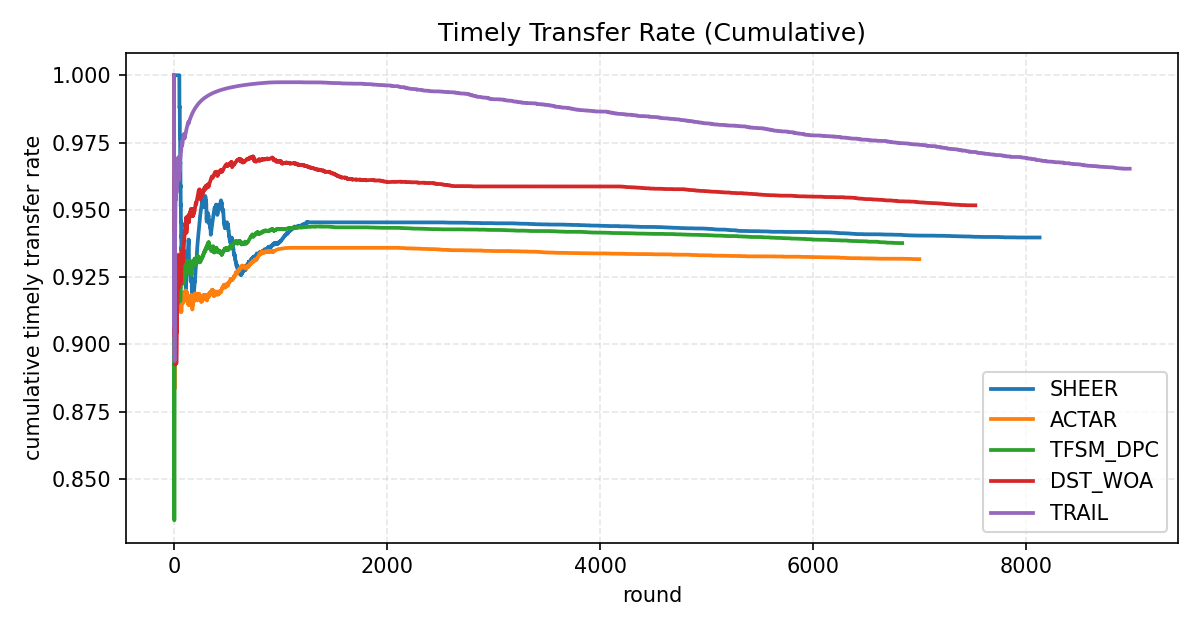 Timely Transfer Rate (Cumulative)
cumulative timely transfer rate
1.000
0.975
0.950
0.925
0.900
0.875
0.850
0
2000
4000
6000
8000
round
SHEER
ACTAR
TFSM_DPC
DST_WOA
TRAIL